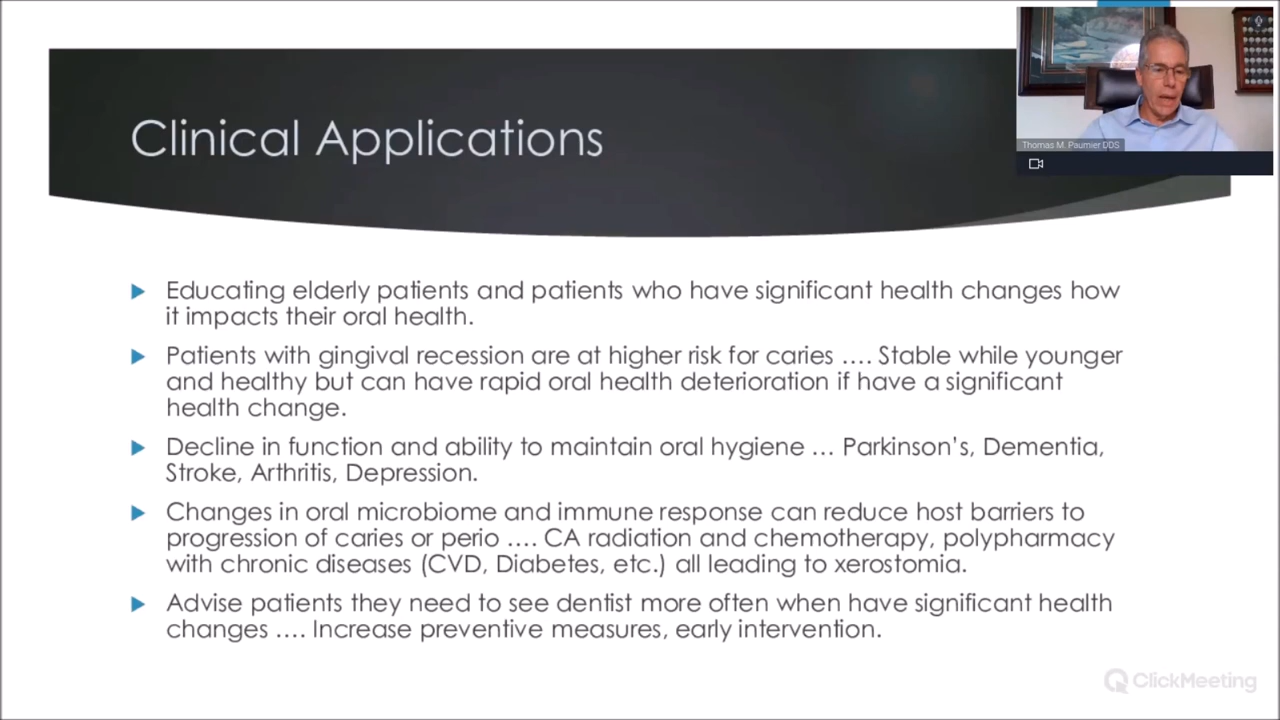 Clinical Applications
Thomas M. Paumier DDS
Educating elderly patients and patients who have significant health changes how
it impacts their oral health.
Patients with gingival recession are at higher risk for caries .... Stable while younger
and healthy but can have rapid oral health deterioration if have a significant
health change.
Decline in function and ability to maintain oral hygiene ... Parkinson's, Dementia,
Stroke, Arthritis, Depression.
Changes in oral microbiome and immune response can reduce host barriers to
progression of caries or perio .... CA radiation and chemotherapy, polypharmacy
with chronic diseases (CVD, Diabetes, etc.) all leading to xerostomia.
Advise patients they need to see dentist more often when have significant health
changes .... Increase preventive measures, early intervention.
ClickMeeting